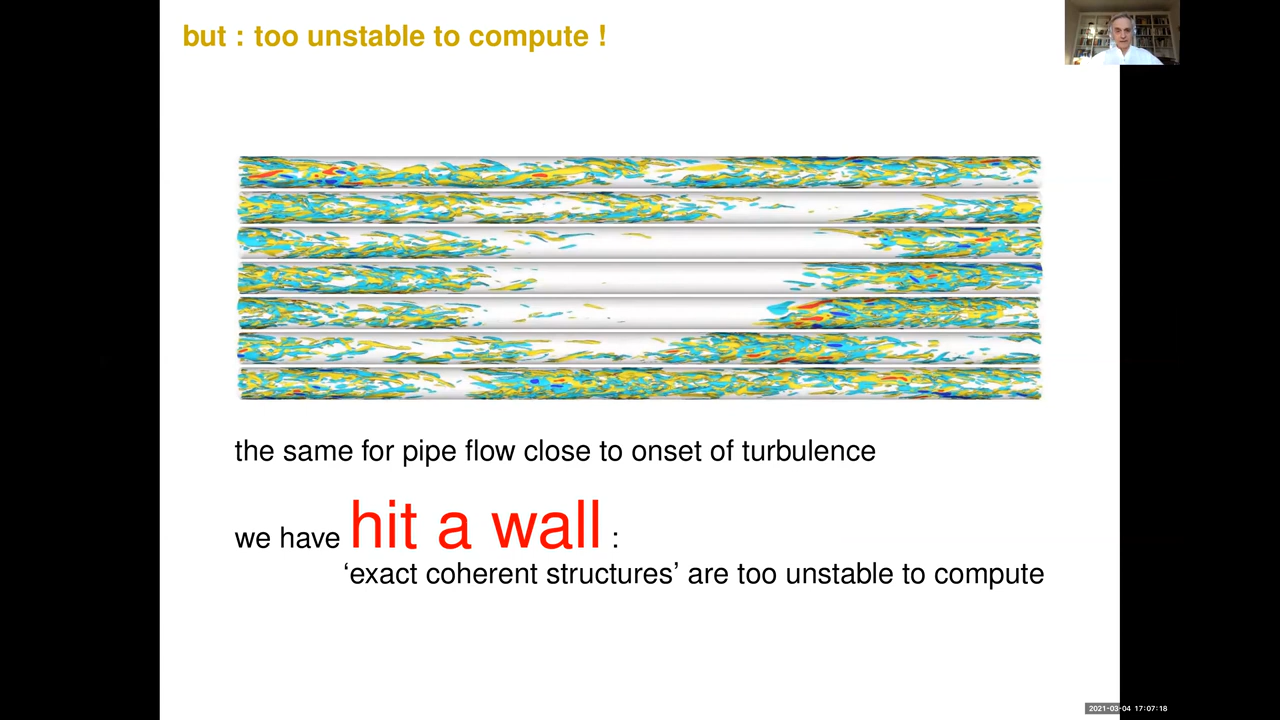 but : too unstable to compute !
the same for pipe flow close to onset of turbulence
we have hit a wall :
‘exact coherent structures’ are too unstable to compute
2021-03-04 17:07:18